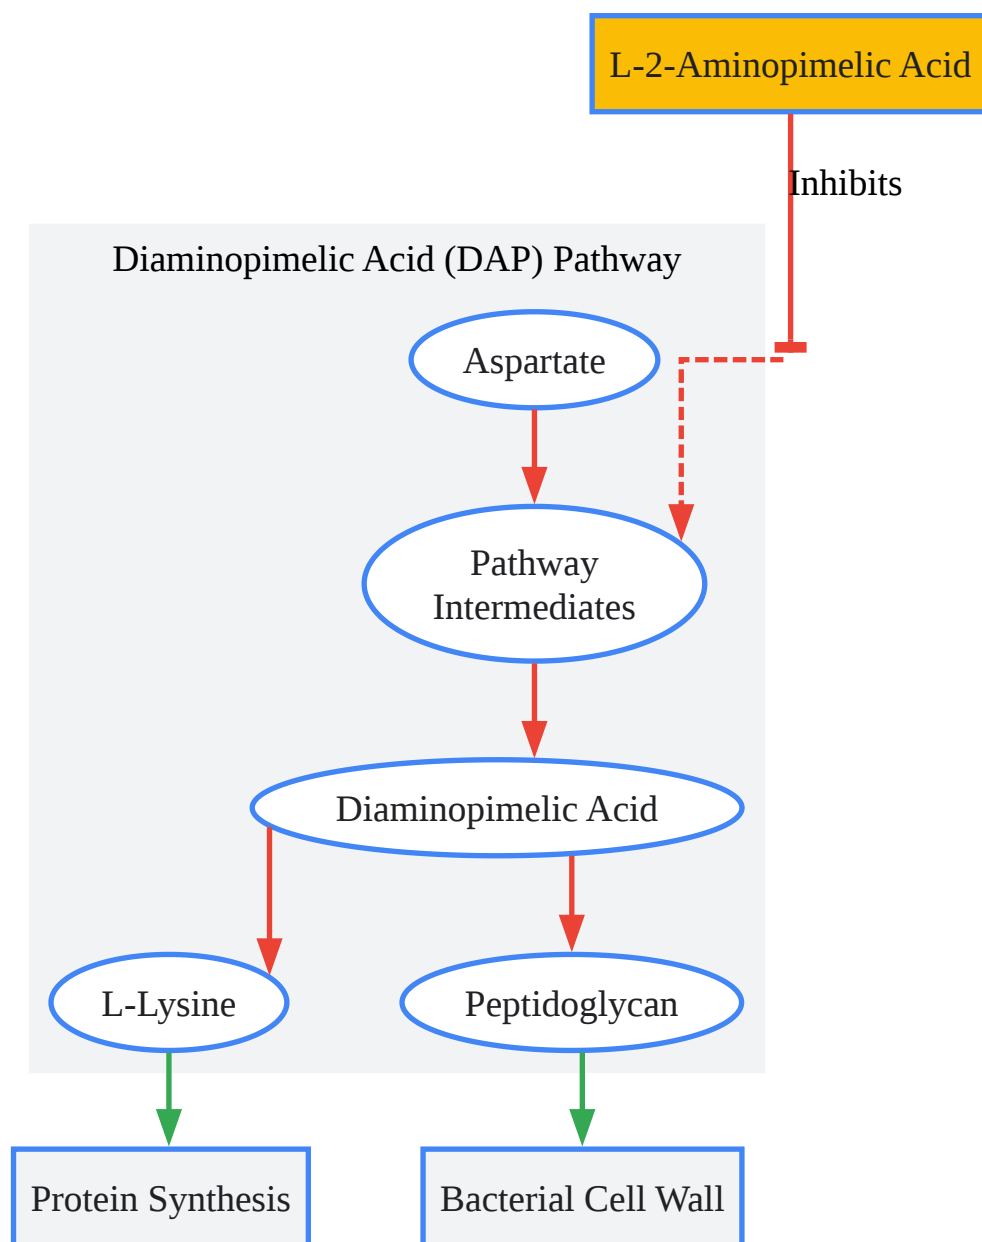 L-2-Aminopimelic Acid
Inhibits
Diaminopimelic Acid (DAP) Pathway
Aspartate
Pathway
Intermediates
Diaminopimelic Acid
L-Lysine
Peptidoglycan
Protein Synthesis
Bacterial Cell Wall